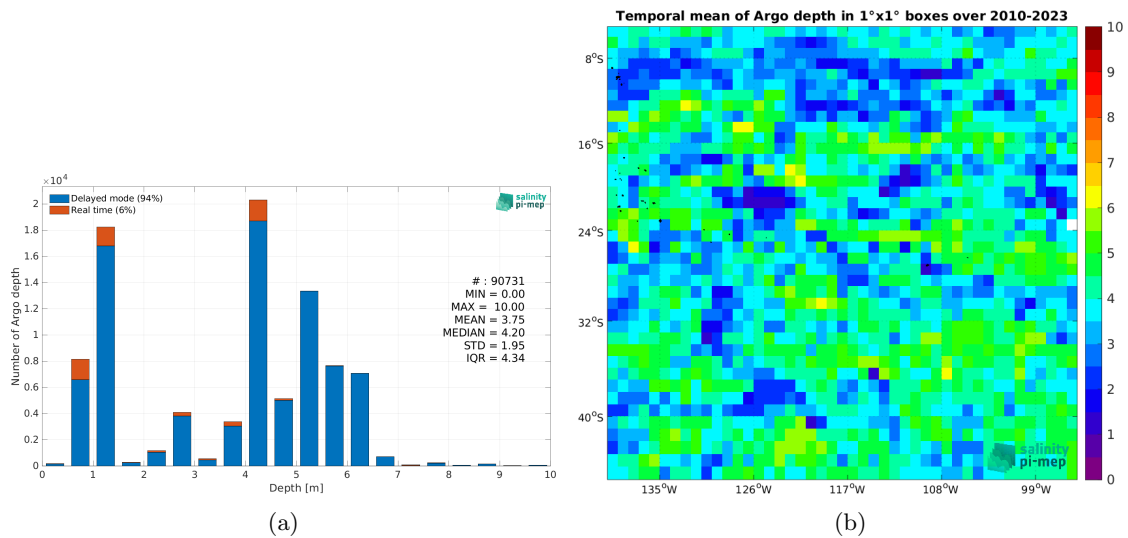 ×10⁴
Delayed mode (94%)
Real time (6%)
salinity
pi-mep
2
1.8
1.6
1.4
1.2
1
0.8
0.6
0.4
0.2
0
Number of Argo depth
# : 90731
MIN = 0.00
MAX = 10.00
MEAN = 3.75
MEDIAN = 4.20
STD = 1.95
IQR = 4.34
0 1 2 3 4 5 6 7 8 9 10
Depth [m]
(a)
Temporal mean of Argo depth in 1°x1° boxes over 2010-2023
8°S
16°S
24°S
32°S
40°S
135°W 126°W 117°W 108°W 99°W
salinity
pi-mep
10
9
8
7
6
5
4
3
2
1
0
(b)